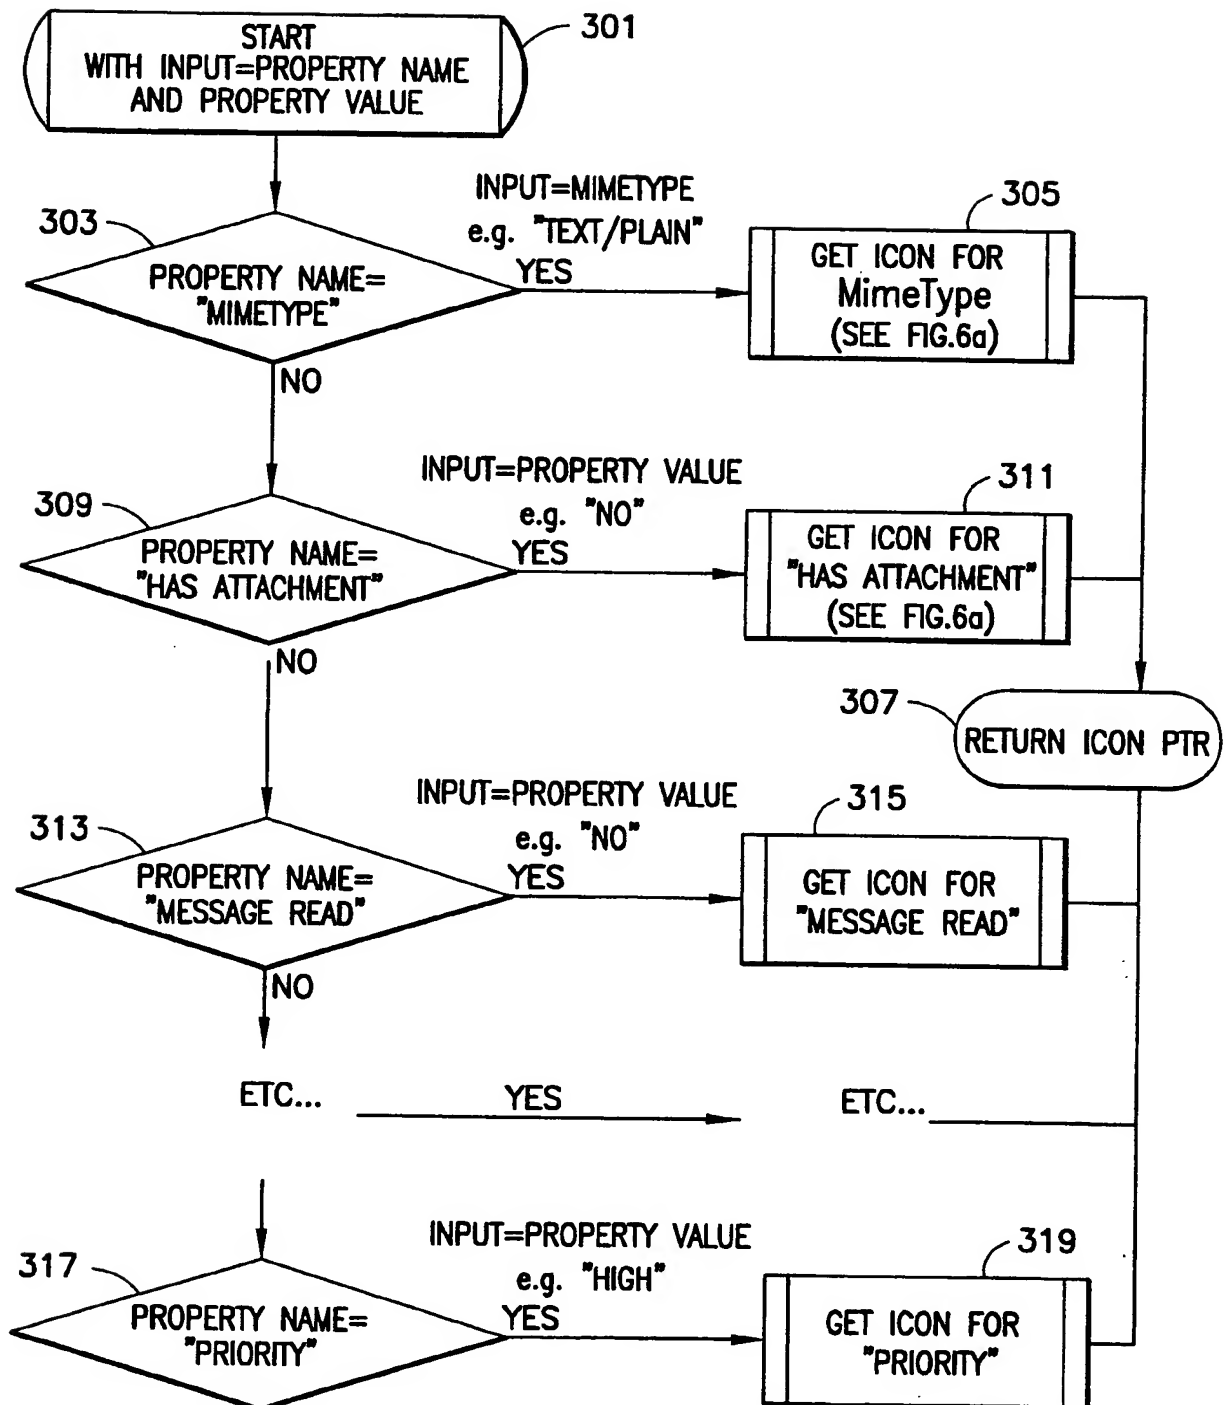 START
WITH INPUT=PROPERTY NAME
AND PROPERTY VALUE
301
303
PROPERTY NAME=
"MIMETYPE"
INPUT=MIMETYPE
e.g. "TEXT/PLAIN"
YES
305
GET ICON FOR
MimeType
(SEE FIG.6a)
NO
309
PROPERTY NAME=
"HAS ATTACHMENT"
INPUT=PROPERTY VALUE
e.g. "NO"
YES
311
GET ICON FOR
"HAS ATTACHMENT"
(SEE FIG.6a)
NO
307
RETURN ICON PTR
313
PROPERTY NAME=
"MESSAGE READ"
INPUT=PROPERTY VALUE
e.g. "NO"
YES
315
GET ICON FOR
"MESSAGE READ"
NO
ETC...
YES
ETC...
317
PROPERTY NAME=
"PRIORITY"
INPUT=PROPERTY VALUE
e.g. "HIGH"
YES
319
GET ICON FOR
"PRIORITY"